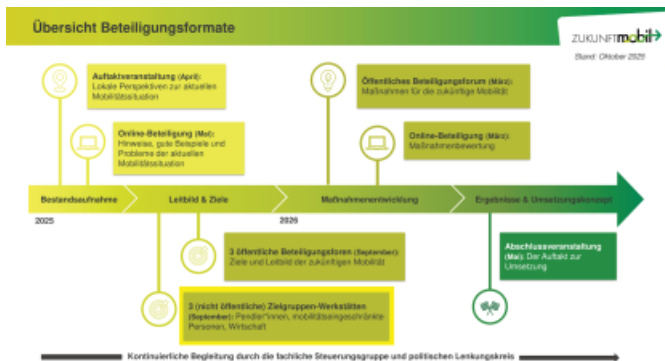 Übersicht Beteiligungsformate
ZUKUNFTmobil
Stand: Oktober 2025
Auftaktveranstaltung (April):
Lokale Perspektiven zur aktuellen
Mobilitätssituation
Öffentliches Beteiligungsforum (März):
Maßnahmen für die zukünftige Mobilität
Online-Beteiligung (Mai):
Hinweise, gute Beispiele und
Probleme der aktuellen
Mobilitätssituation
Online-Beteiligung (März):
Maßnahmenbewertung
Bestandsaufnahme
Leitbild & Ziele
Maßnahmenentwicklung
Ergebnisse & Umsetzungskonzept
2025
2026
3 öffentliche Beteiligungsforen (September):
Ziele und Leitbild der zukünftigen Mobilität
Abschlussveranstaltung
(Mai): Der Auftakt zur
Umsetzung
3 (nicht öffentliche) Zielgruppen-Werkstätten
(September): Pendler*innen, mobilitätseingeschränkte
Personen, Wirtschaft
Kontinuierliche Begleitung durch die fachliche Steuerungsgruppe und politischen Lenkungskreis